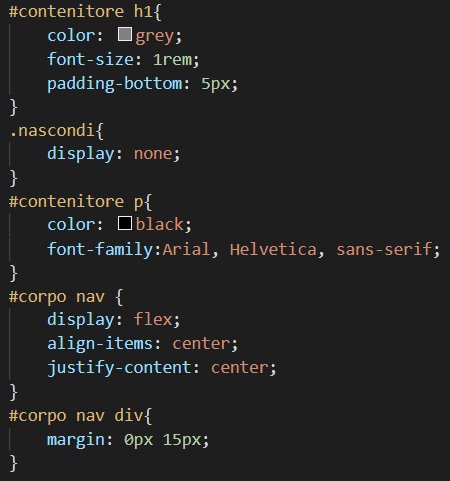 #contenitore h1{
    color: grey;
    font-size: 1rem;
    padding-bottom: 5px;
}
.nascondi{
    display: none;
}
#contenitore p{
    color: black;
    font-family:Arial, Helvetica, sans-serif;
}
#corpo nav {
    display: flex;
    align-items: center;
    justify-content: center;
}
#corpo nav div{
    margin: 0px 15px;
}